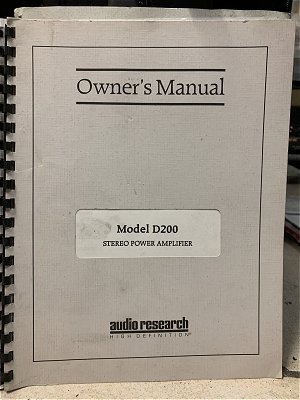 Owner's Manual
Model D200
STEREO POWER AMPLIFIER
audio research
HIGH DEFINITION®